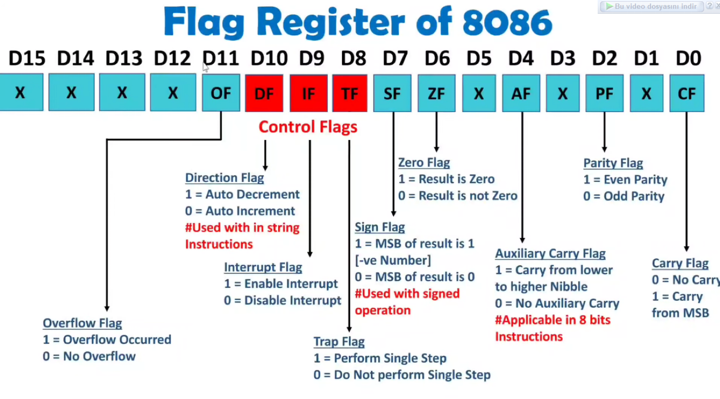 Bu video dosyasını indir
Flag Register of 8086
D15 D14 D13 D12 D11 D10 D9 D8 D7 D6 D5 D4 D3 D2 D1 D0
X X X X OF DF IF TF SF ZF X AF X PF X CF
Control Flags
Zero Flag
1 = Result is Zero
0 = Result is not Zero
Parity Flag
1 = Even Parity
0 = Odd Parity
Direction Flag
1 = Auto Decrement
0 = Auto Increment
#Used with in string
Instructions
Sign Flag
1 = MSB of result is 1
[-ve Number]
0 = MSB of result is 0
#Used with signed
operation
Auxiliary Carry Flag
1 = Carry from lower
to higher Nibble
0 = No Auxiliary Carry
#Applicable in 8 bits
Instructions
Carry Flag
0 = No Carry
1 = Carry
from MSB
Interrupt Flag
1 = Enable Interrupt
0 = Disable Interrupt
Overflow Flag
1 = Overflow Occurred
0 = No Overflow
Trap Flag
1 = Perform Single Step
0 = Do Not perform Single Step